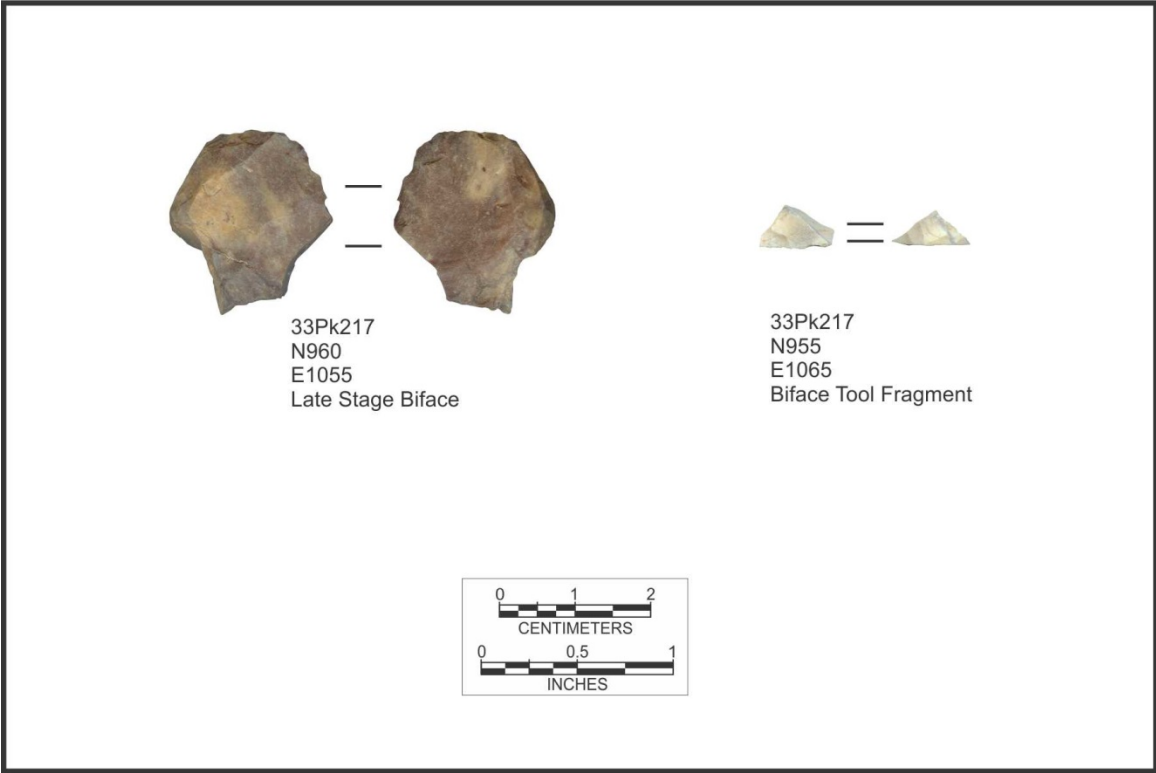 33Pk217
N960
E1055
Late Stage Biface
33Pk217
N955
E1065
Biface Tool Fragment
0 1 2
CENTIMETERS
0 0.5 1
INCHES